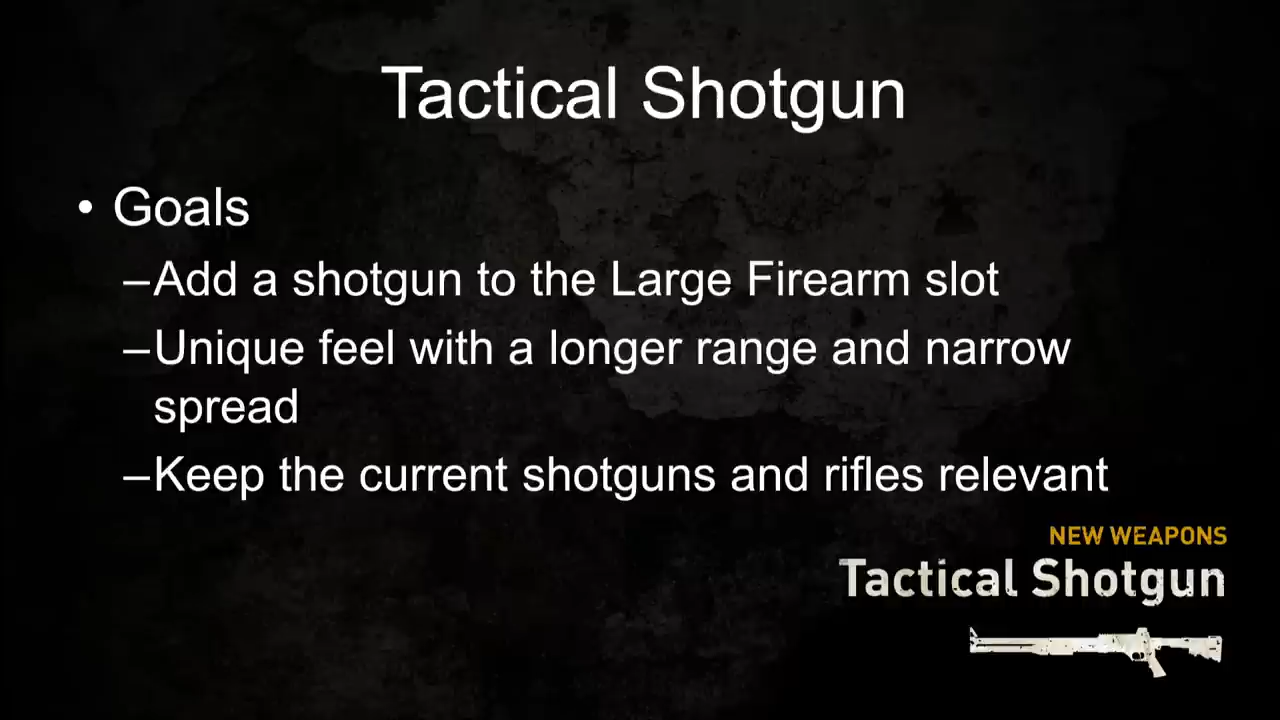 Tactical Shotgun
• Goals
–Add a shotgun to the Large Firearm slot
–Unique feel with a longer range and narrow
spread
–Keep the current shotguns and rifles relevant
NEW WEAPONS
Tactical Shotgun